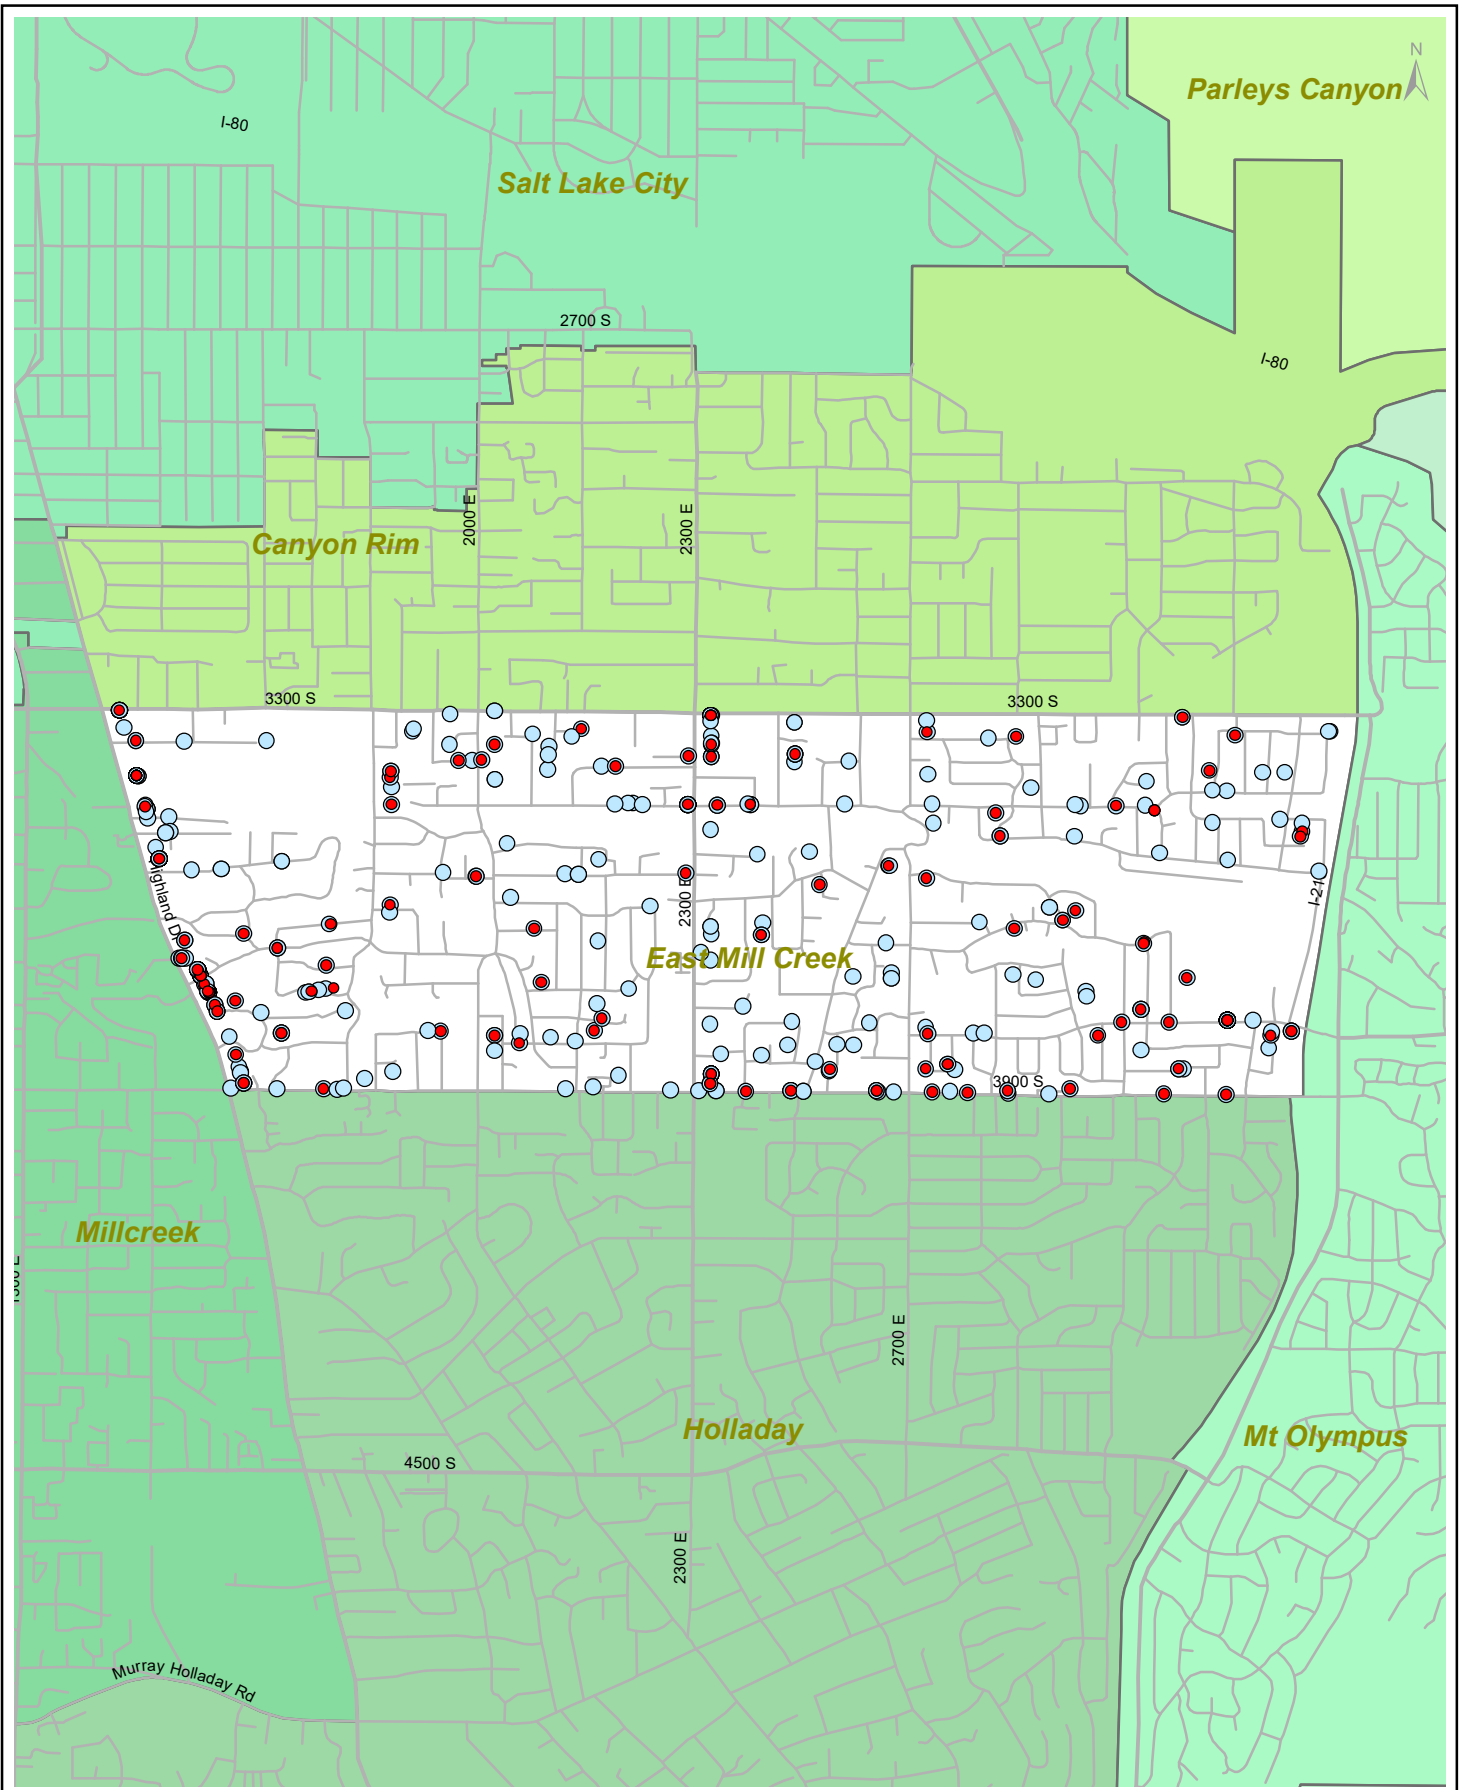 N
Parleys Canyon
I-80
Salt Lake City
2700 S
I-80
2000 E
2300 E
Canyon Rim
3300 S
3300 S
Highland Dr
I-21
2300 E
East Mill Creek
3900 S
Millcreek
2700 E
Holladay
Mt Olympus
4500 S
2300 E
Murray Holladay Rd